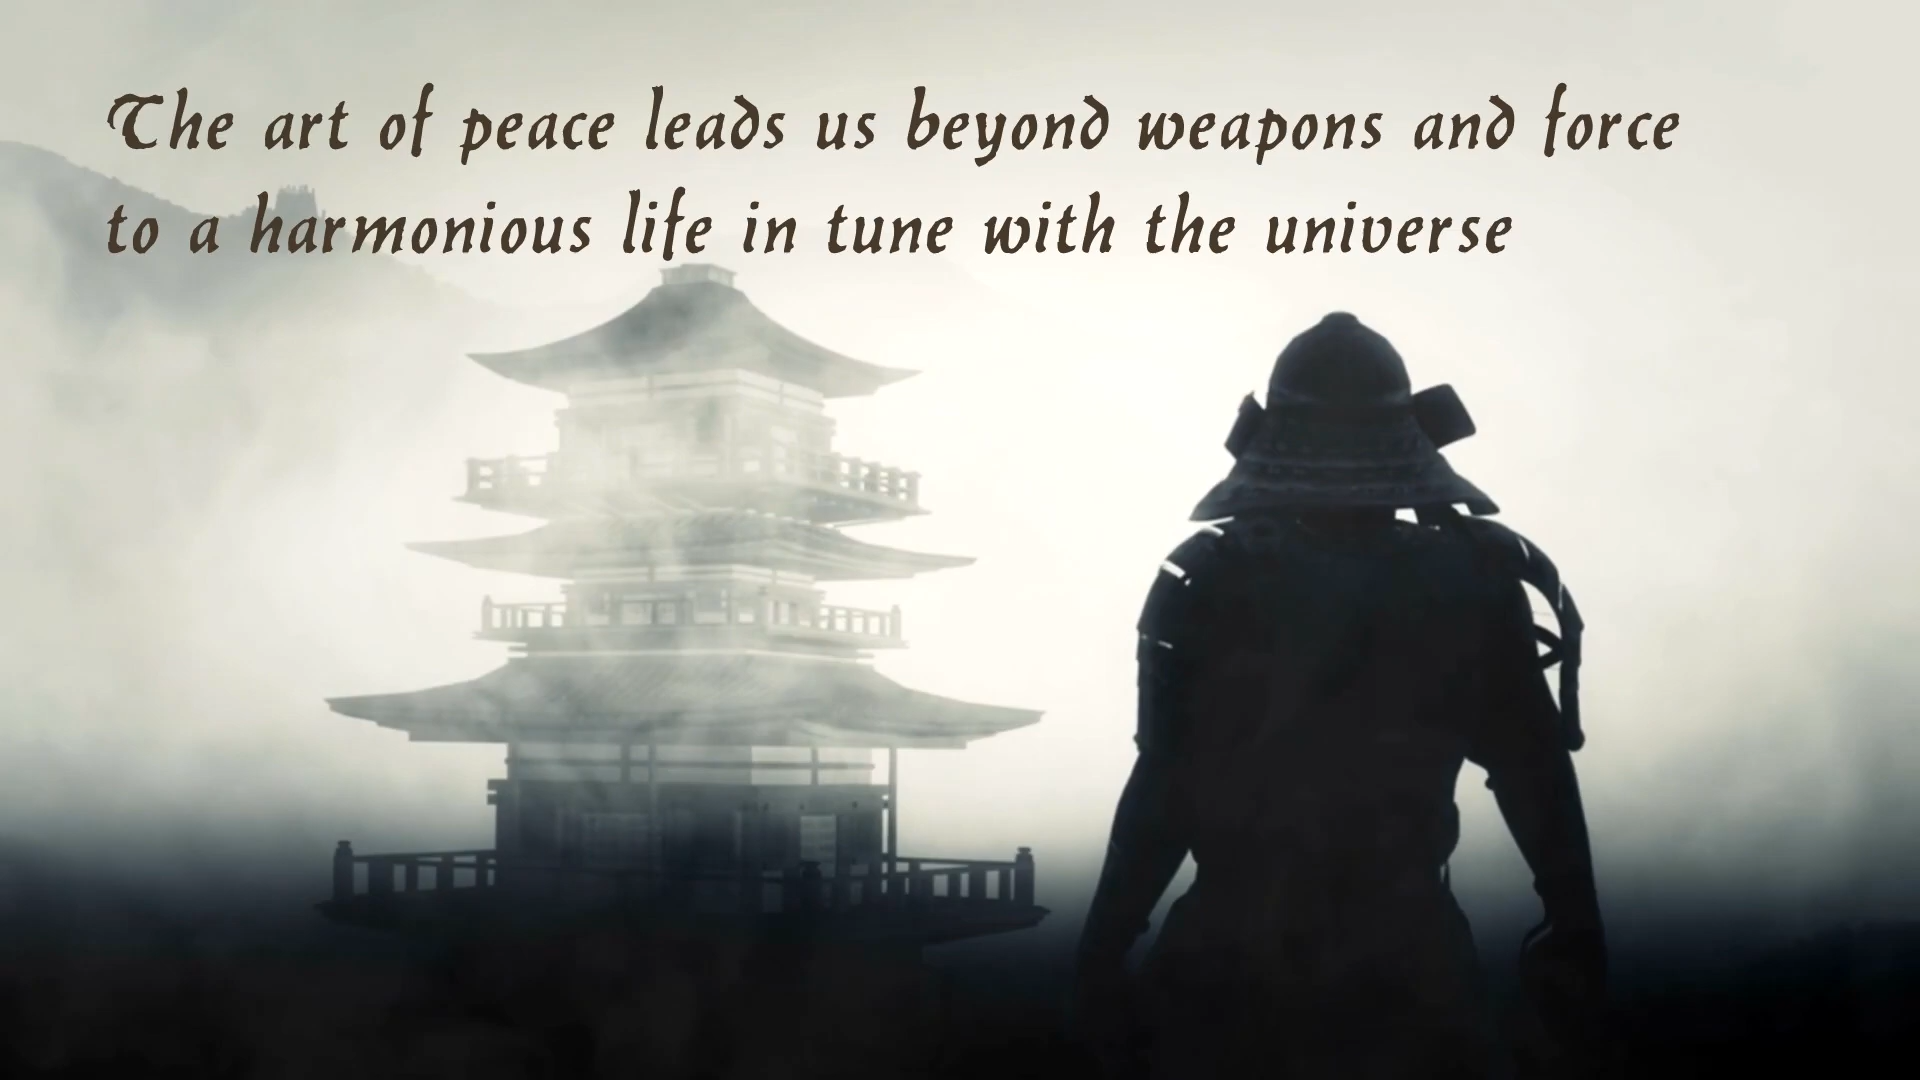 The art of peace leads us beyond weapons and force
to a harmonious life in tune with the universe